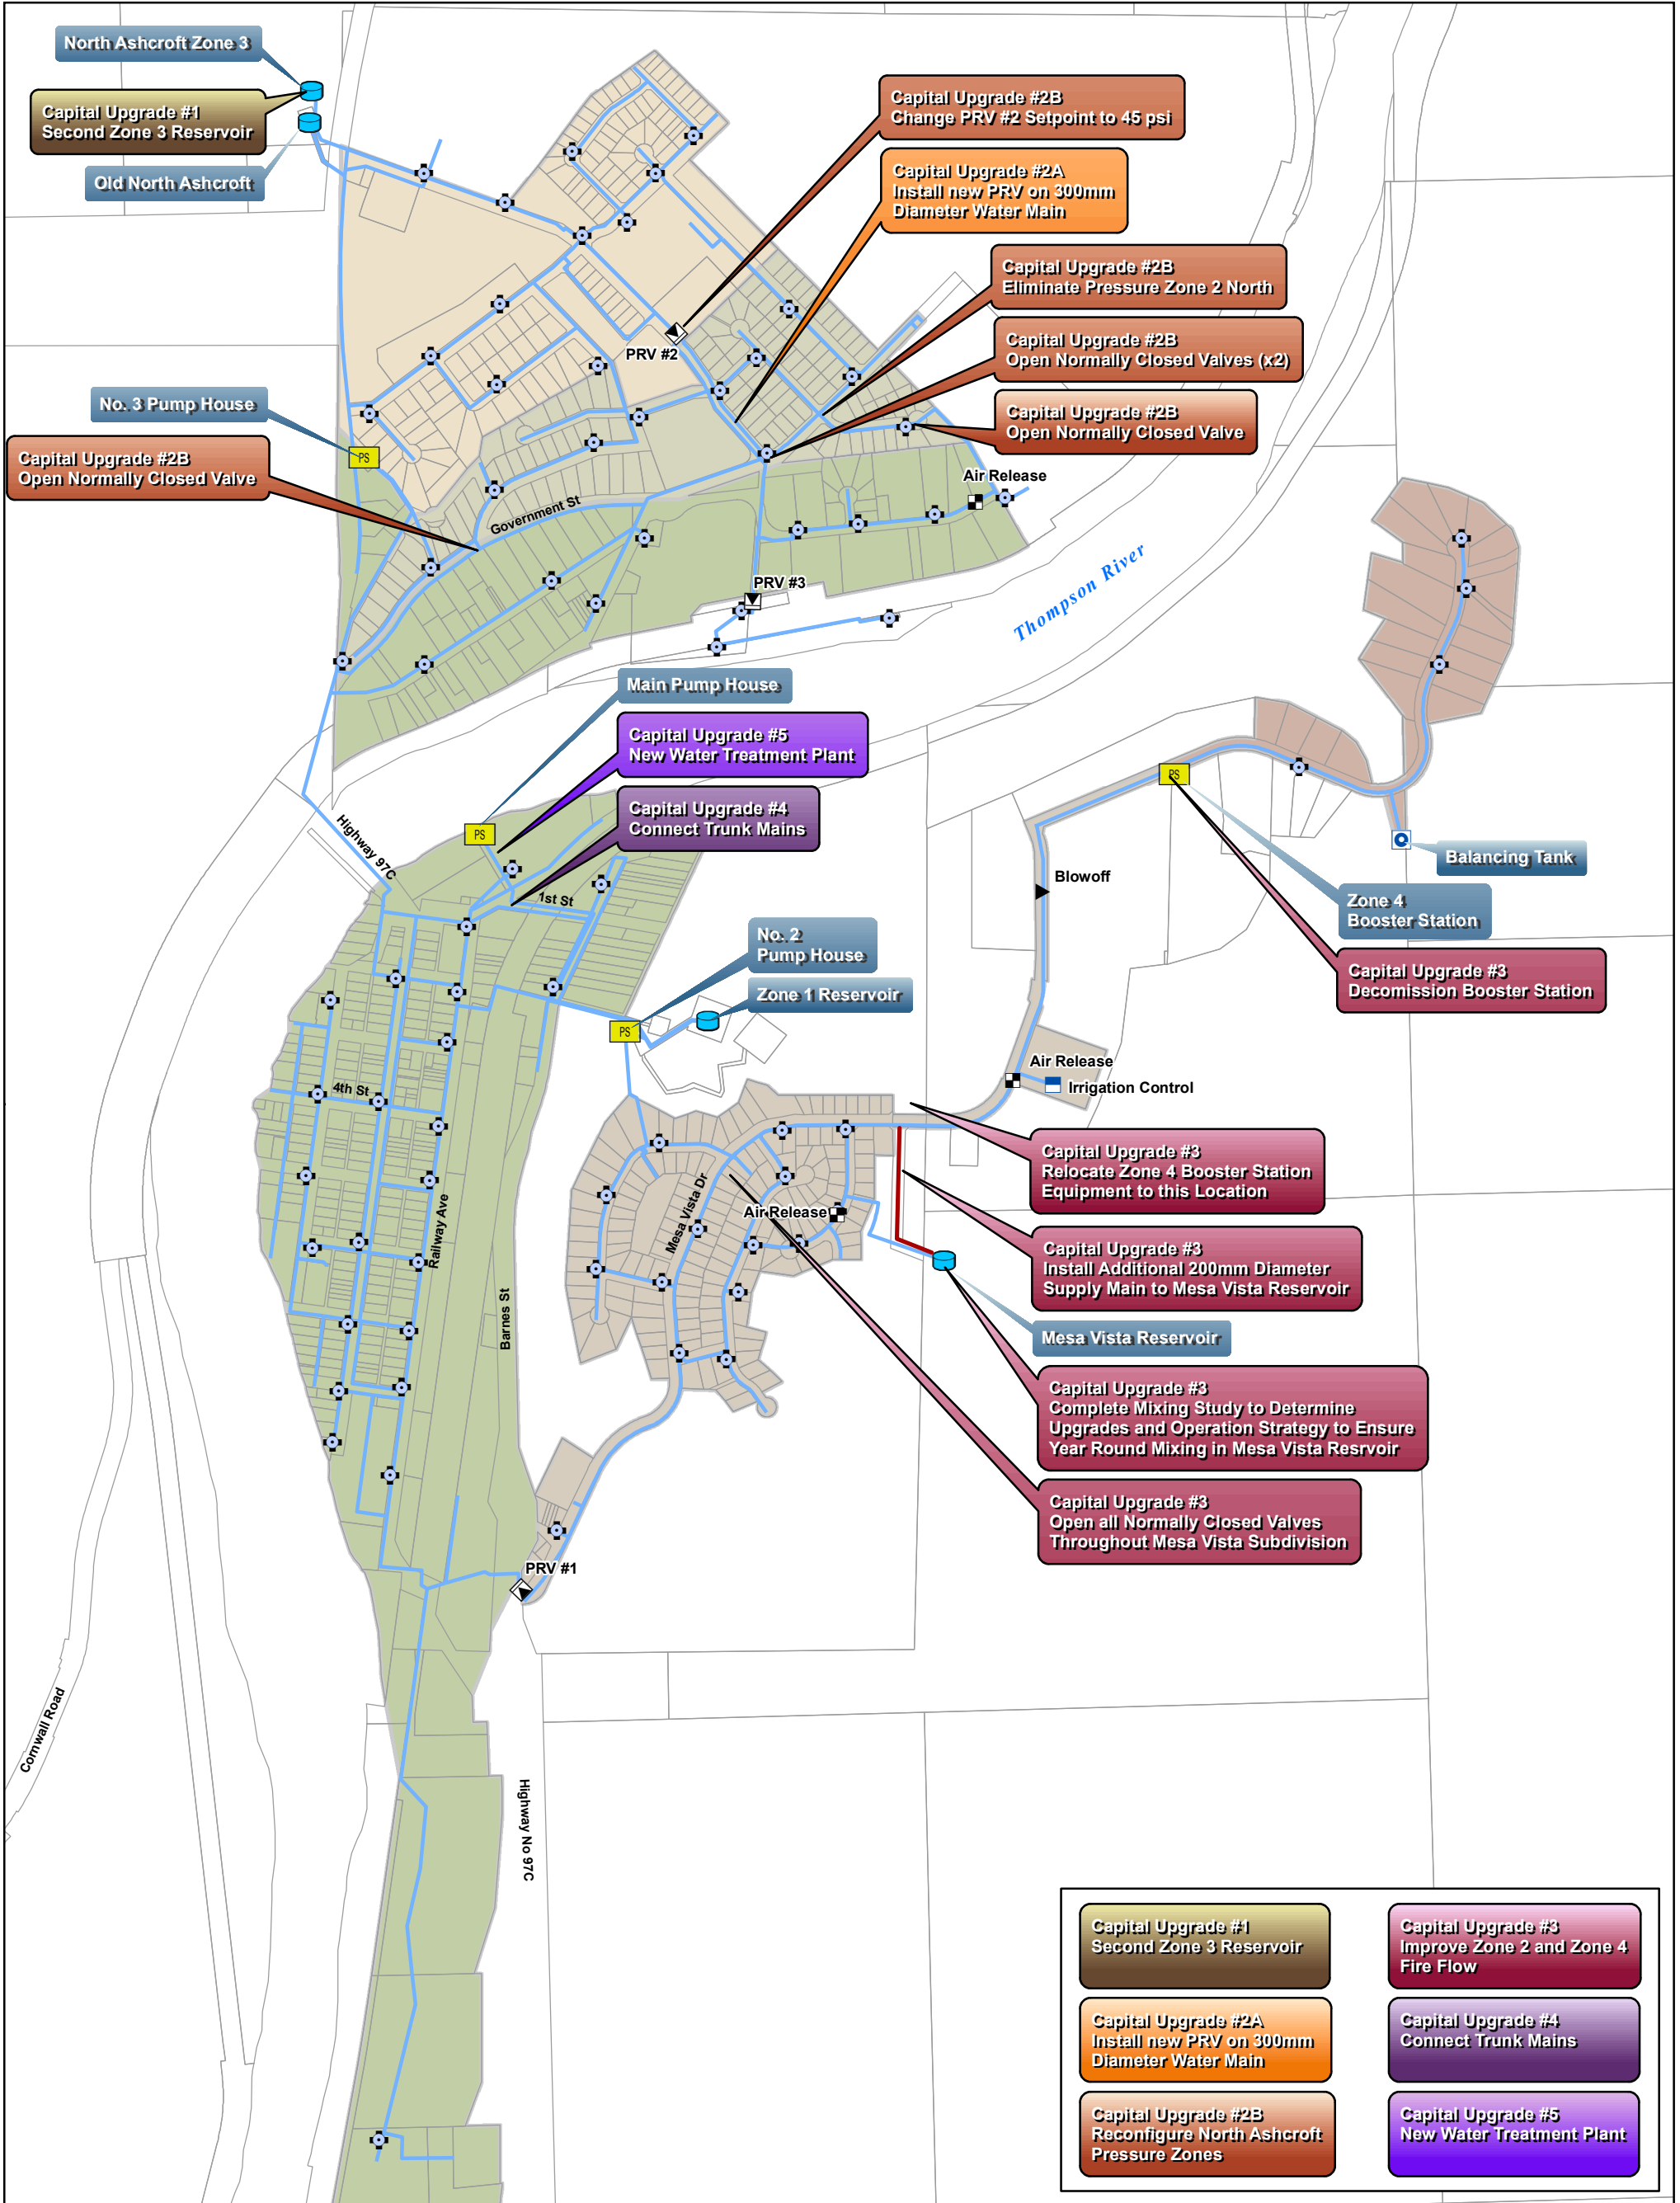 North Ashcroft Zone 3
Capital Upgrade #1
Second Zone 3 Reservoir
Old North Ashcroft
Capital Upgrade #2B
Change PRV #2 Setpoint to 45 psi
Capital Upgrade #2A
Install new PRV on 300mm
Diameter Water Main
Capital Upgrade #2B
Eliminate Pressure Zone 2 North
Capital Upgrade #2B
Open Normally Closed Valves (x2)
Capital Upgrade #2B
Open Normally Closed Valve
PRV #2
No. 3 Pump House
PS
Capital Upgrade #2B
Open Normally Closed Valve
Government St
Air Release
PRV #3
Thompson River
Main Pump House
Capital Upgrade #5
New Water Treatment Plant
Capital Upgrade #4
Connect Trunk Mains
PS
PS
Highway 97C
1st St
Blowoff
Balancing Tank
Zone 4
Booster Station
Capital Upgrade #3
Decomission Booster Station
No. 2
Pump House
Zone 1 Reservoir
PS
Air Release
Irrigation Control
4th St
Capital Upgrade #3
Relocate Zone 4 Booster Station
Equipment to this Location
Mesa Vista Dr
Air Release
Railway Ave
Barnes St
Capital Upgrade #3
Install Additional 200mm Diameter
Supply Main to Mesa Vista Reservoir
Mesa Vista Reservoir
Capital Upgrade #3
Complete Mixing Study to Determine
Upgrades and Operation Strategy to Ensure
Year Round Mixing in Mesa Vista Resrvoir
Capital Upgrade #3
Open all Normally Closed Valves
Throughout Mesa Vista Subdivision
PRV #1
Cornwall Road
Highway No 97C
Capital Upgrade #1
Second Zone 3 Reservoir
Capital Upgrade #2A
Install new PRV on 300mm
Diameter Water Main
Capital Upgrade #2B
Reconfigure North Ashcroft
Pressure Zones
Capital Upgrade #3
Improve Zone 2 and Zone 4
Fire Flow
Capital Upgrade #4
Connect Trunk Mains
Capital Upgrade #5
New Water Treatment Plant